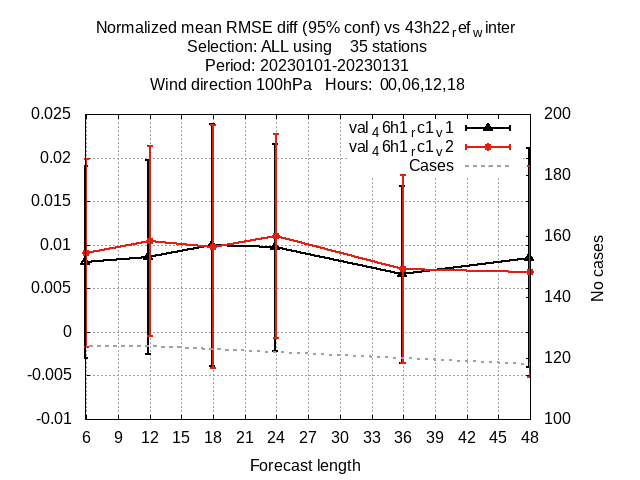 Normalized mean RMSE diff (95% conf) vs 43h22ᵣef_winter
Selection: ALL using 35 stations
Period: 20230101-20230131
Wind direction 100hPa Hours: 00,06,12,18
val₄6h1ᵣc1ᵥ1
val₄6h1ᵣc1ᵥ2
Cases
0.025
0.02
0.015
0.01
0.005
0
-0.005
-0.01
200
180
160
140
120
100
No cases
6 9 12 15 18 21 24 27 30 33 36 39 42 45 48
Forecast length